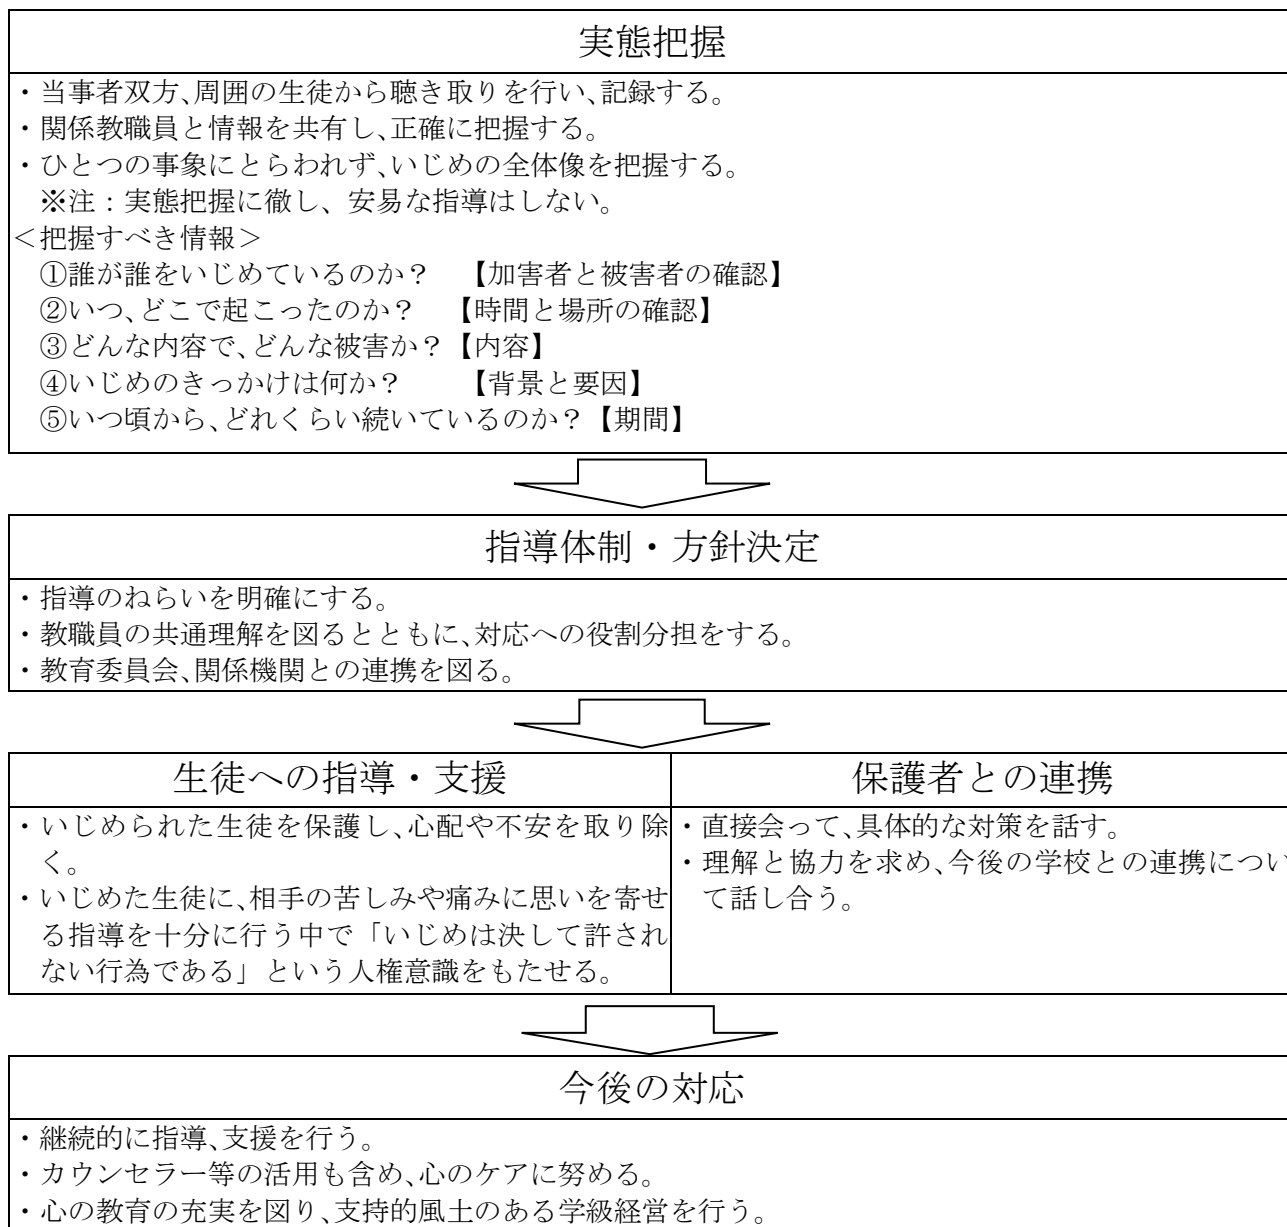 実態把握
・当事者双方、周囲の生徒から聴き取りを行い、記録する。
・関係教職員と情報を共有し、正確に把握する。
・ひとつの事象にとらわれず、いじめの全体像を把握する。
※注：実態把握に徹し、安易な指導はしない。
＜把握すべき情報＞
①誰が誰をいじめているのか？　【加害者と被害者の確認】
②いつ、どこで起こったのか？　【時間と場所の確認】
③どんな内容で、どんな被害か？【内容】
④いじめのきっかけは何か？　　【背景と要因】
⑤いつ頃から、どれくらい続いているのか？【期間】
指導体制・方針決定
・指導のねらいを明確にする。
・教職員の共通理解を図るとともに、対応への役割分担をする。
・教育委員会、関係機関との連携を図る。
生徒への指導・支援
・いじめられた生徒を保護し、心配や不安を取り除
く。
・いじめた生徒に、相手の苦しみや痛みに思いを寄せ
る指導を十分に行う中で「いじめは決して許され
ない行為である」という人権意識をもたせる。
保護者との連携
・直接会って、具体的な対策を話す。
・理解と協力を求め、今後の学校との連携につい
て話し合う。
今後の対応
・継続的に指導、支援を行う。
・カウンセラー等の活用も含め、心のケアに努める。
・心の教育の充実を図り、支持的風土のある学級経営を行う。